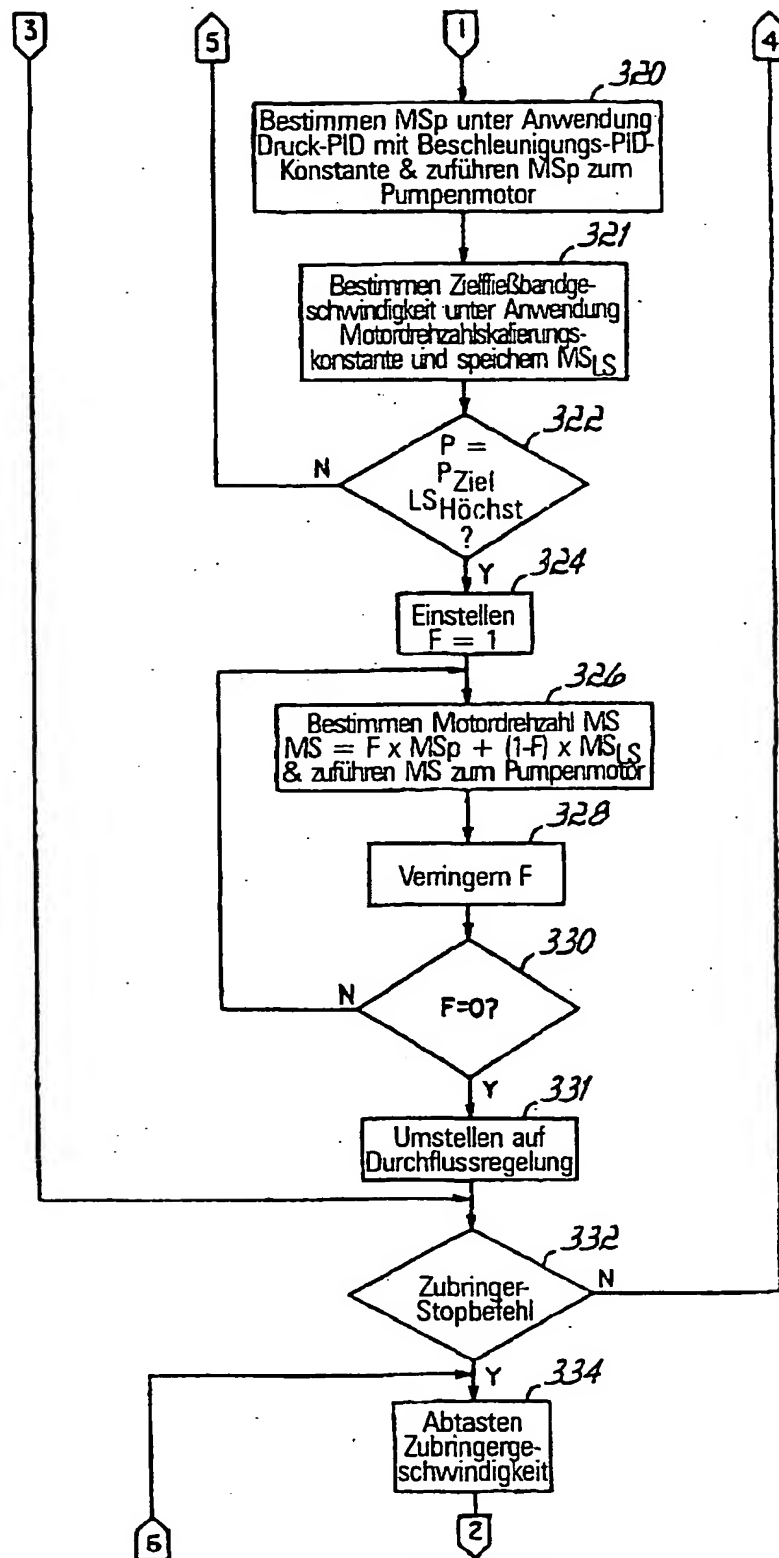 3
5
1
4
320
Bestimmen MSp unter Anwendung
Druck-PID mit Beschleunigungs-PID-
Konstante & zuführen MSp zum
Pumpenmotor
321
Bestimmen Zielfließbandge-
schwindigkeit unter Anwendung
Motordrehzahlskalierungs-
konstante und speichern MSLS
322
P =
PZiel
LSHöchst
?
N
Y
324
Einstellen
F = 1
326
Bestimmen Motordrehzahl MS
MS = F x MSp + (1-F) x MSLS
& zuführen MS zum Pumpenmotor
328
Verringern F
330
F=0?
N
Y
331
Umstellen auf
Durchflussregelung
332
Zubringer-
Stopbefehl
N
Y
334
Abtasten
Zubringerge-
schwindigkeit
6
2